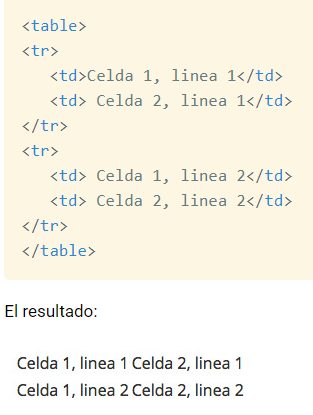 <table>
<tr>
<td>Celda 1, linea 1</td>
<td> Celda 2, linea 1</td>
</tr>
<tr>
<td> Celda 1, linea 2</td>
<td> Celda 2, linea 2</td>
</tr>
</table>
El resultado:
Celda 1, linea 1 Celda 2, linea 1
Celda 1, linea 2 Celda 2, linea 2